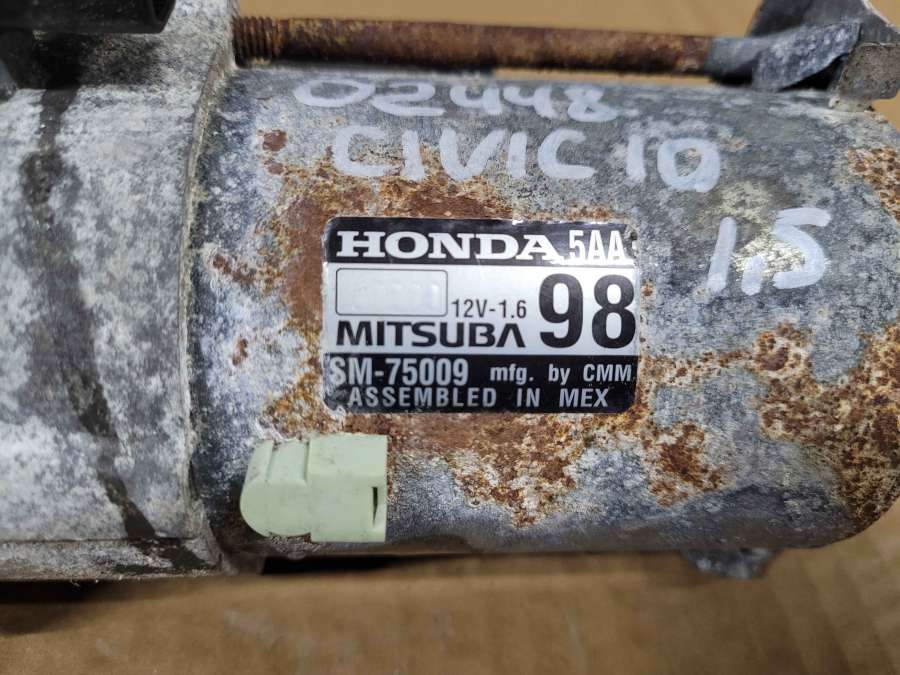 02448
CIVIC 10
1,5
HONDA 5AA
12V-1.6 98
MITSUBA
SM-75009 mfg. by CMM
ASSEMBLED IN MEX